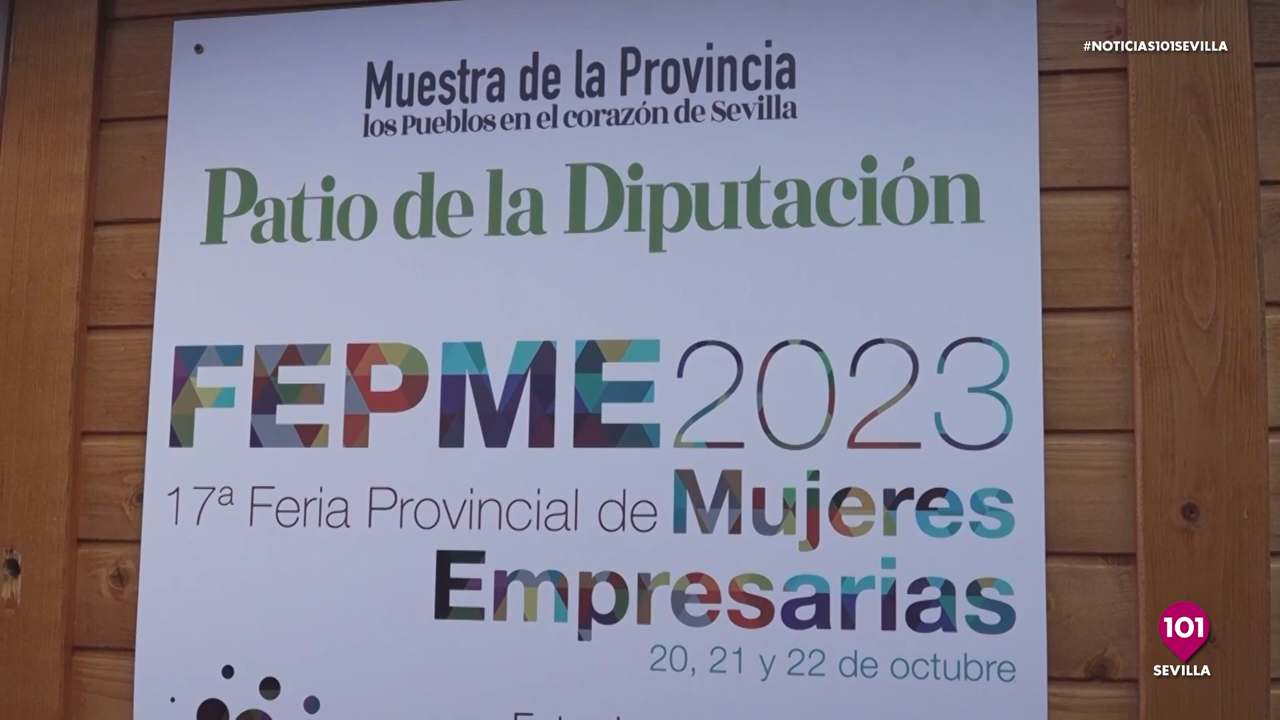 #NOTICIAS101SEVILLA
Muestra de la Provincia
los Pueblos en el corazón de Sevilla
Patio de la Diputación
FEPME2023
17ª Feria Provincial de Mujeres
Empresarias
20, 21 y 22 de octubre
101
SEVILLA